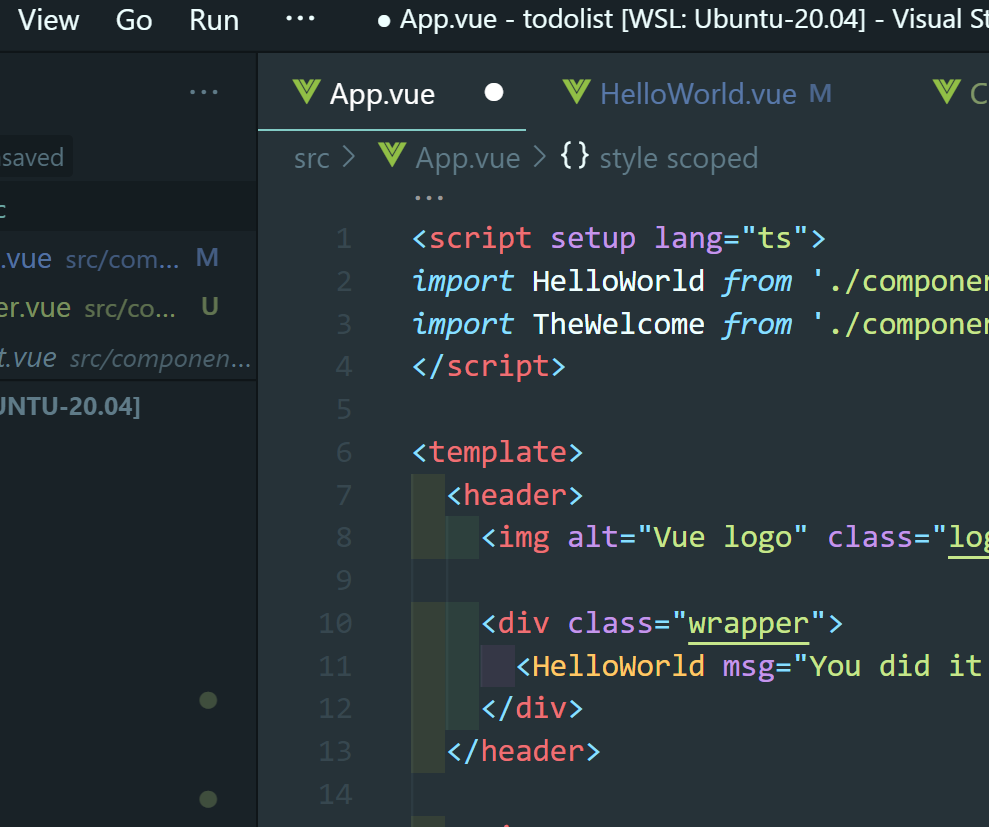 View Go Run ··· ● App.vue - todolist [WSL: Ubuntu-20.04] - Visual St
···
App.vue ● HelloWorld.vue M C
nsaved
src > App.vue > {} style scoped
···
c
.vue src/com... M
er.vue src/co... U
t.vue src/componen...
UNTU-20.04]
1 <script setup lang="ts">
2 import HelloWorld from './componen
3 import TheWelcome from './componen
4 </script>
5
6 <template>
7 <header>
8 <img alt="Vue logo" class="log
9
10 <div class="wrapper">
11 <HelloWorld msg="You did it
12 </div>
13 </header>
14